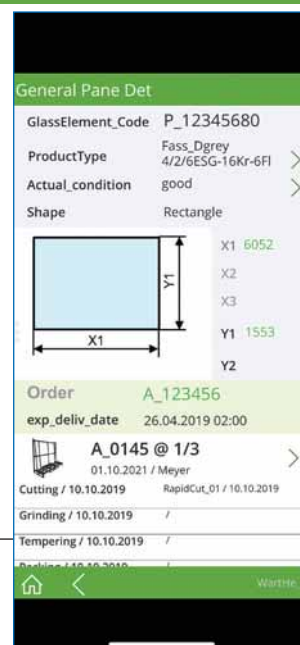 General Pane Det
GlassElement_Code P_12345680
ProductType Fass_Dgrey
4/2/6ESG-16Kr-6Fl
Actual_condition good
Shape Rectangle
X1 6052
X2
X3
Y1
X1
Y1 1553
Y2
Order A_123456
exp_deliv_date 26.04.2019 02:00
A_0145 @ 1/3
01.10.2021 / Meyer
Cutting / 10.10.2019 RapidCut_01 / 10.10.2019
Grinding / 10.10.2019 /
Tempering / 10.10.2019 /